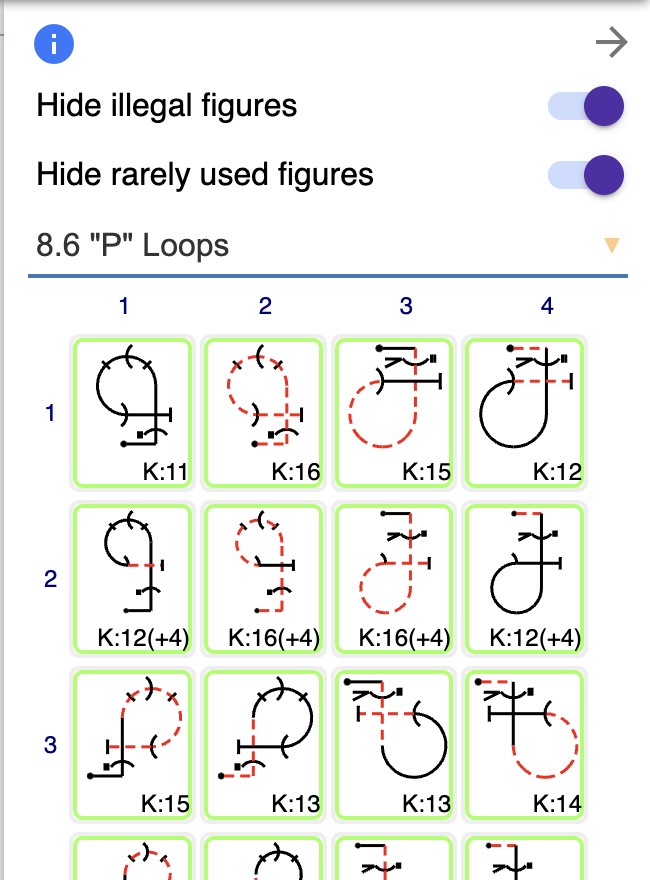 i
Hide illegal figures
Hide rarely used figures
8.6 "P" Loops
1 2 3 4
1
K:11 K:16 K:15 K:12
2
K:12(+4) K:16(+4) K:16(+4) K:12(+4)
3
K:15 K:13 K:13 K:14